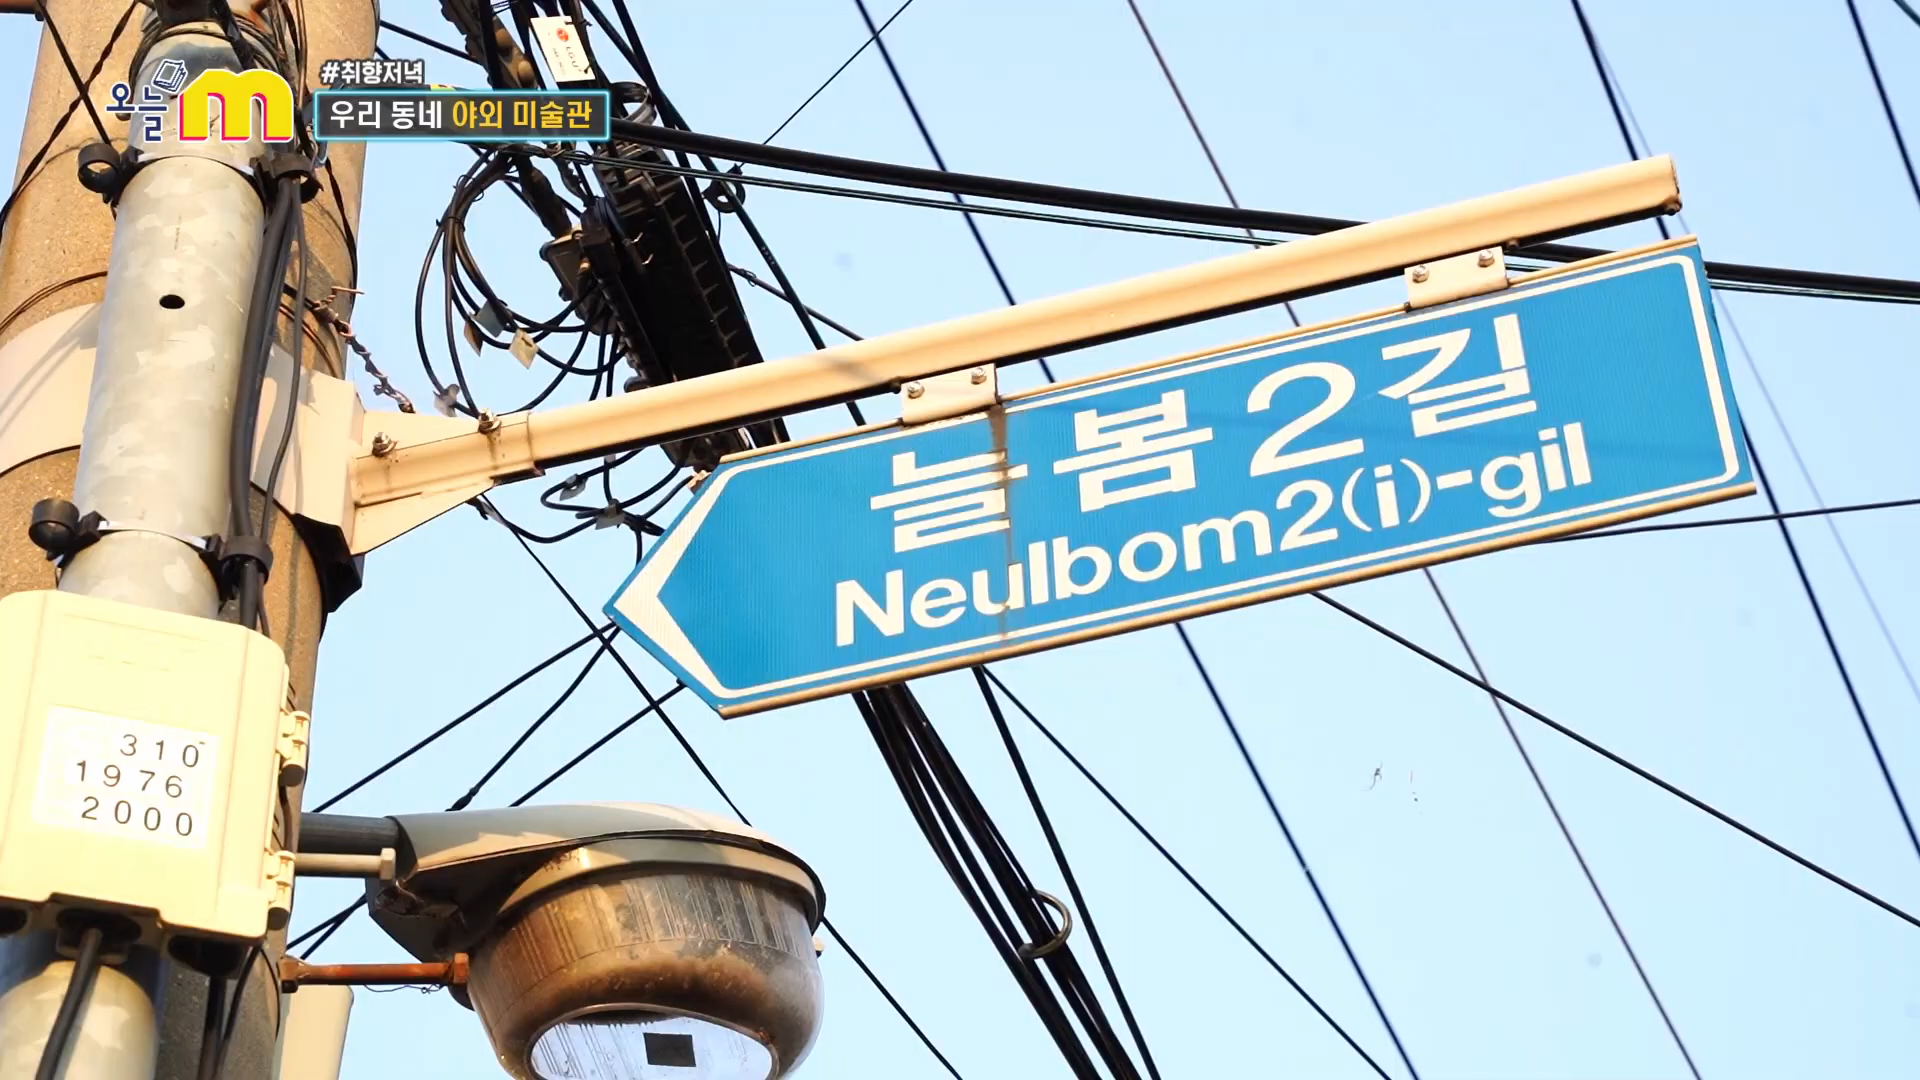 #취향저녁
오늘 m
우리 동네 야외 미술관
늘봄2길
Neulbom2(i)-gil
310
1976
2000